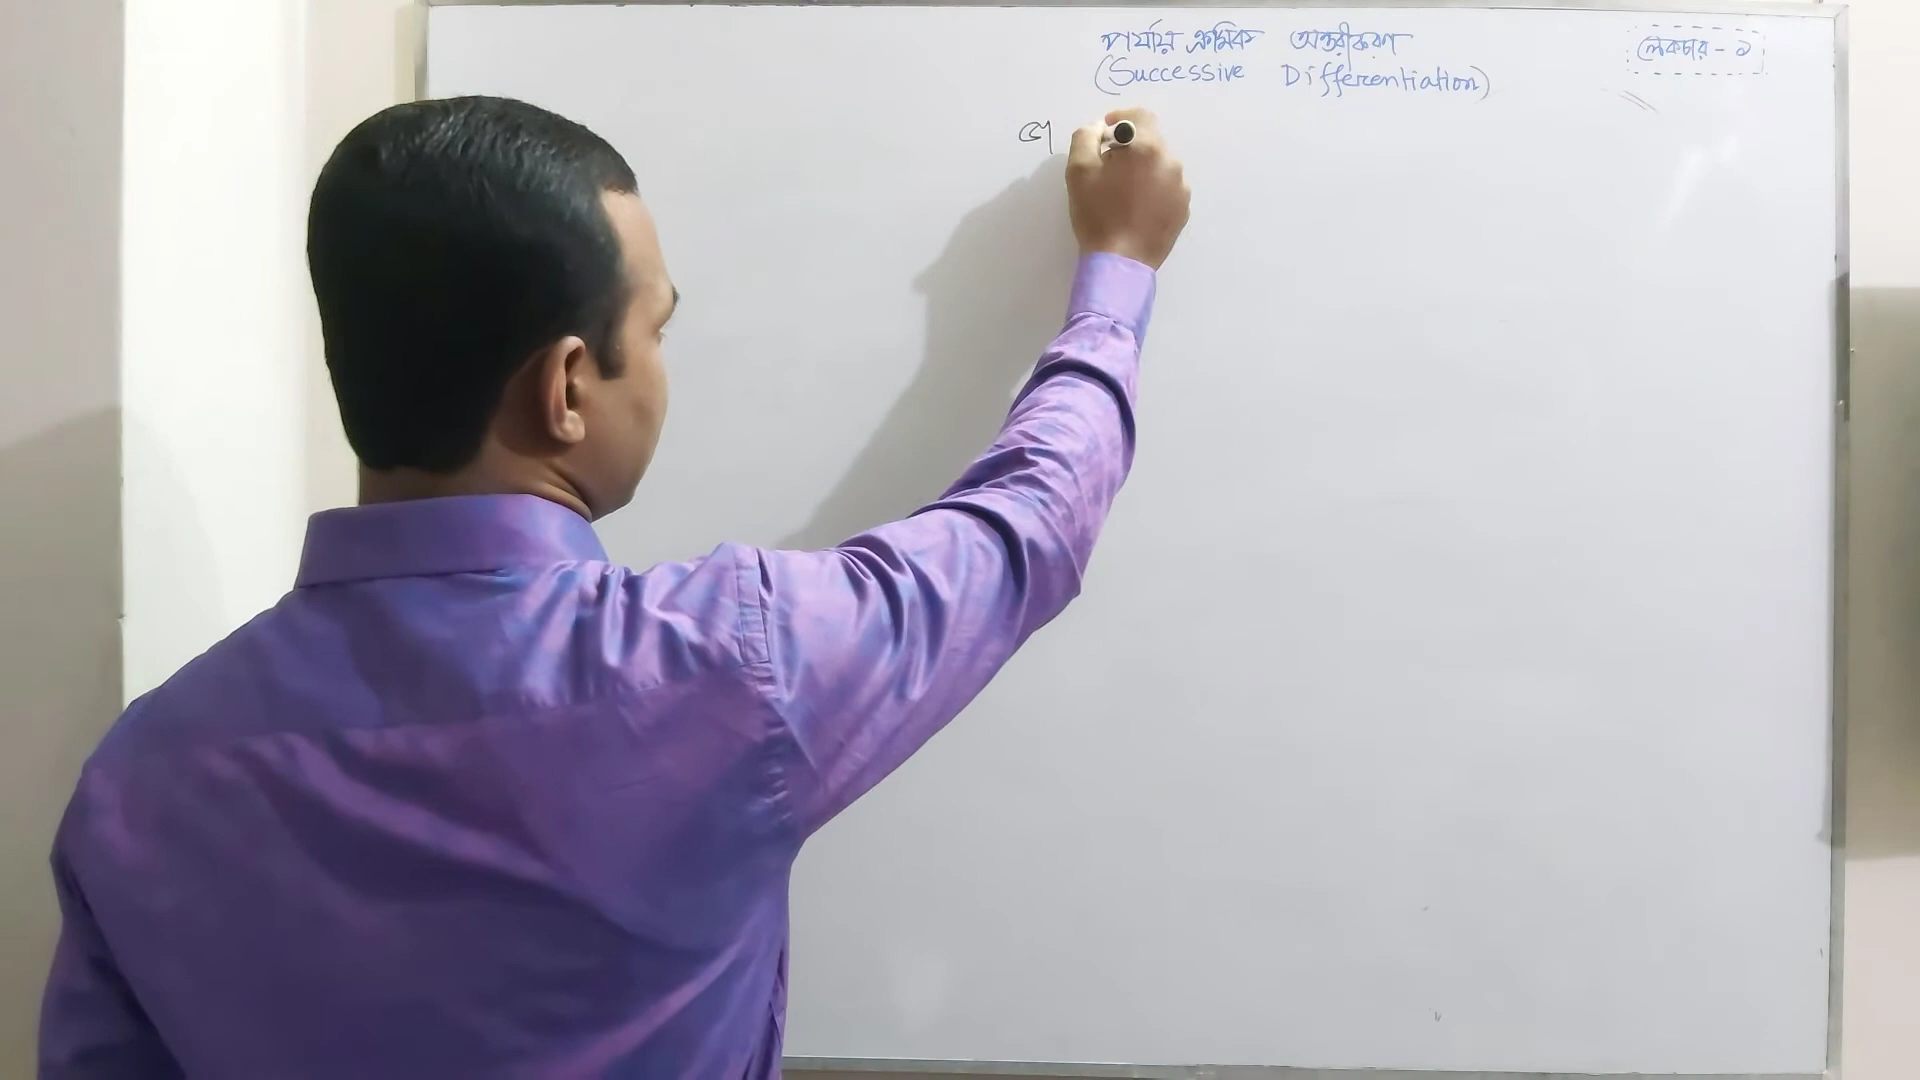 পর্যায় ক্রমিক অন্তরীকরণ
(Successive Differentiation)
লেকচার - ১